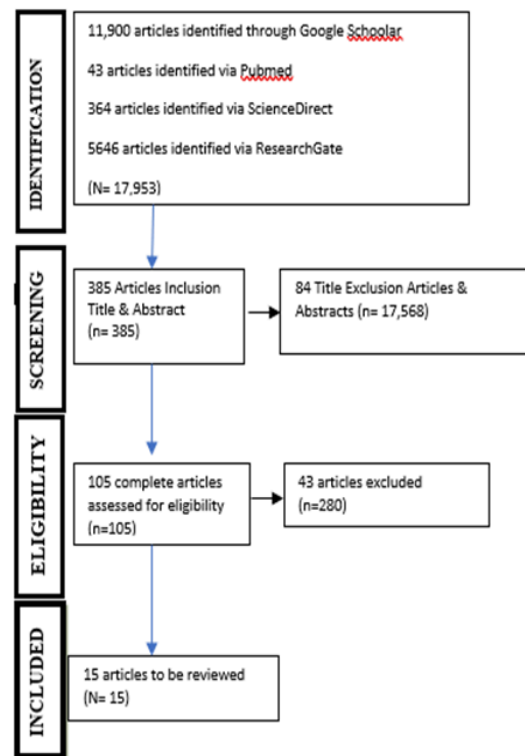 IDENTIFICATION
11,900 articles identified through Google Schoolar
43 articles identified via Pubmed
364 articles identified via ScienceDirect
5646 articles identified via ResearchGate
(N= 17,953)
SCREENING
385 Articles Inclusion
Title & Abstract
(n= 385)
84 Title Exclusion Articles &
Abstracts (n= 17,568)
ELIGIBILITY
105 complete articles
assessed for eligibility
(n=105)
43 articles excluded
(n=280)
INCLUDED
15 articles to be reviewed
(N= 15)